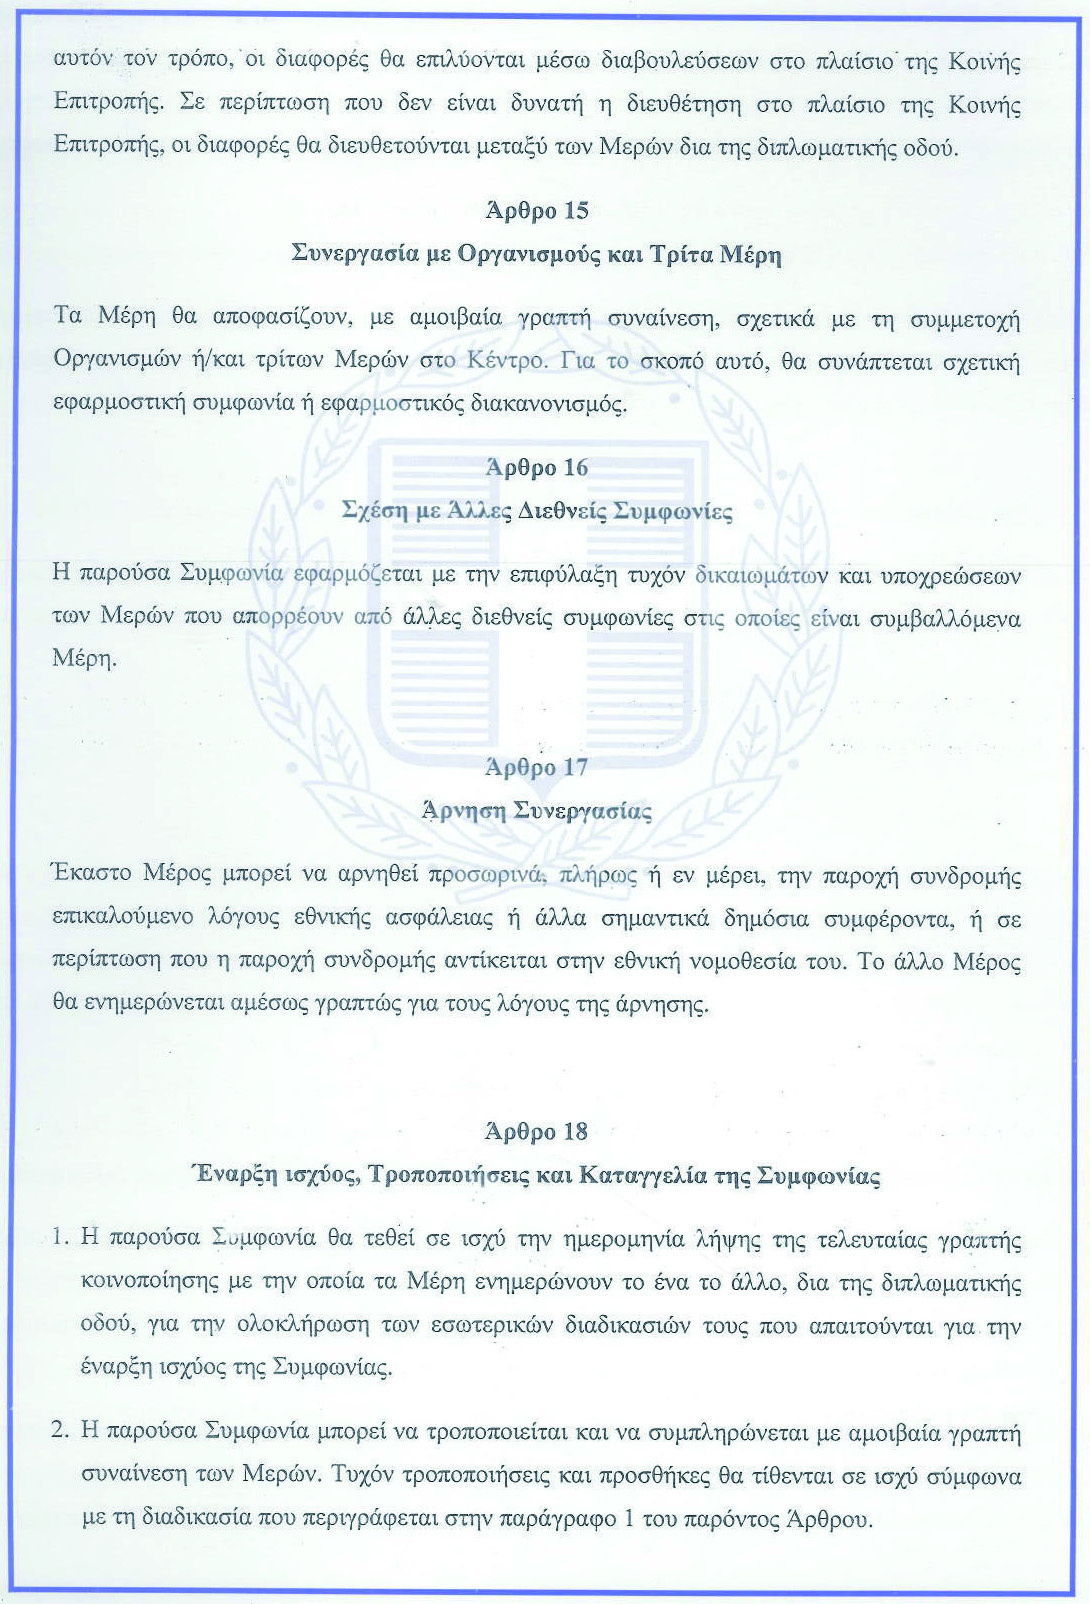 αυτόν τον τρόπο, οι διαφορές θα επιλύονται μέσω διαβουλεύσεων στο πλαίσιο της Κοινής
Επιτροπής. Σε περίπτωση που δεν είναι δυνατή η διευθέτηση στο πλαίσιο της Κοινής
Επιτροπής, οι διαφορές θα διευθετούνται μεταξύ των Μερών δια της διπλωματικής οδού.
Άρθρο 15
Συνεργασία με Οργανισμούς και Τρίτα Μέρη
Τα Μέρη θα αποφασίζουν, με αμοιβαία γραπτή συναίνεση, σχετικά με τη συμμετοχή
Οργανισμών ή/και τρίτων Μερών στο Κέντρο. Για το σκοπό αυτό, θα συνάπτεται σχετική
εφαρμοστική συμφωνία ή εφαρμοστικός διακανονισμός.
Άρθρο 16
Σχέση με Άλλες Διεθνείς Συμφωνίες
Η παρούσα Συμφωνία εφαρμόζεται με την επιφύλαξη τυχόν δικαιωμάτων και υποχρεώσεων
των Μερών που απορρέουν από άλλες διεθνείς συμφωνίες στις οποίες είναι συμβαλλόμενα
Μέρη.
Άρθρο 17
Άρνηση Συνεργασίας
Έκαστο Μέρος μπορεί να αρνηθεί προσωρινά, πλήρως ή εν μέρει, την παροχή συνδρομής
επικαλούμενο λόγους εθνικής ασφάλειας ή άλλα σημαντικά δημόσια συμφέροντα, ή σε
περίπτωση που η παροχή συνδρομής αντίκειται στην εθνική νομοθεσία του. Το άλλο Μέρος
θα ενημερώνεται αμέσως γραπτώς για τους λόγους της άρνησης.
Άρθρο 18
Έναρξη ισχύος, Τροποποιήσεις και Καταγγελία της Συμφωνίας
1. Η παρούσα Συμφωνία θα τεθεί σε ισχύ την ημερομηνία λήψης της τελευταίας γραπτής
κοινοποίησης με την οποία τα Μέρη ενημερώνουν το ένα το άλλο, δια της διπλωματικής
οδού, για την ολοκλήρωση των εσωτερικών διαδικασιών τους που απαιτούνται για την
έναρξη ισχύος της Συμφωνίας.
2. Η παρούσα Συμφωνία μπορεί να τροποποιείται και να συμπληρώνεται με αμοιβαία γραπτή
συναίνεση των Μερών. Τυχόν τροποποιήσεις και προσθήκες θα τίθενται σε ισχύ σύμφωνα
με τη διαδικασία που περιγράφεται στην παράγραφο 1 του παρόντος Άρθρου.